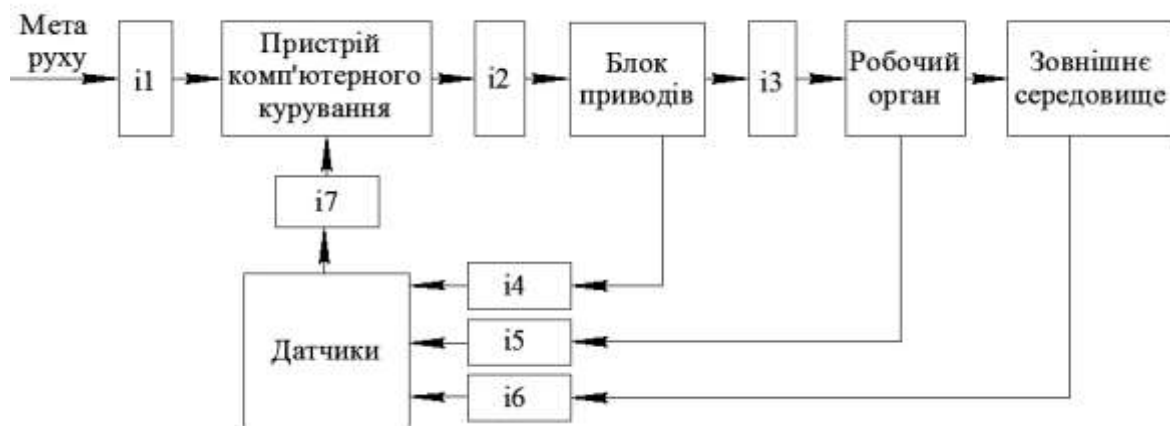 Мета
руху
i1
Пристрій
комп'ютерного
курування
i2
Блок
приводів
i3
Робочий
орган
Зовнішнє
середовище
i7
i4
Датчики
i5
i6